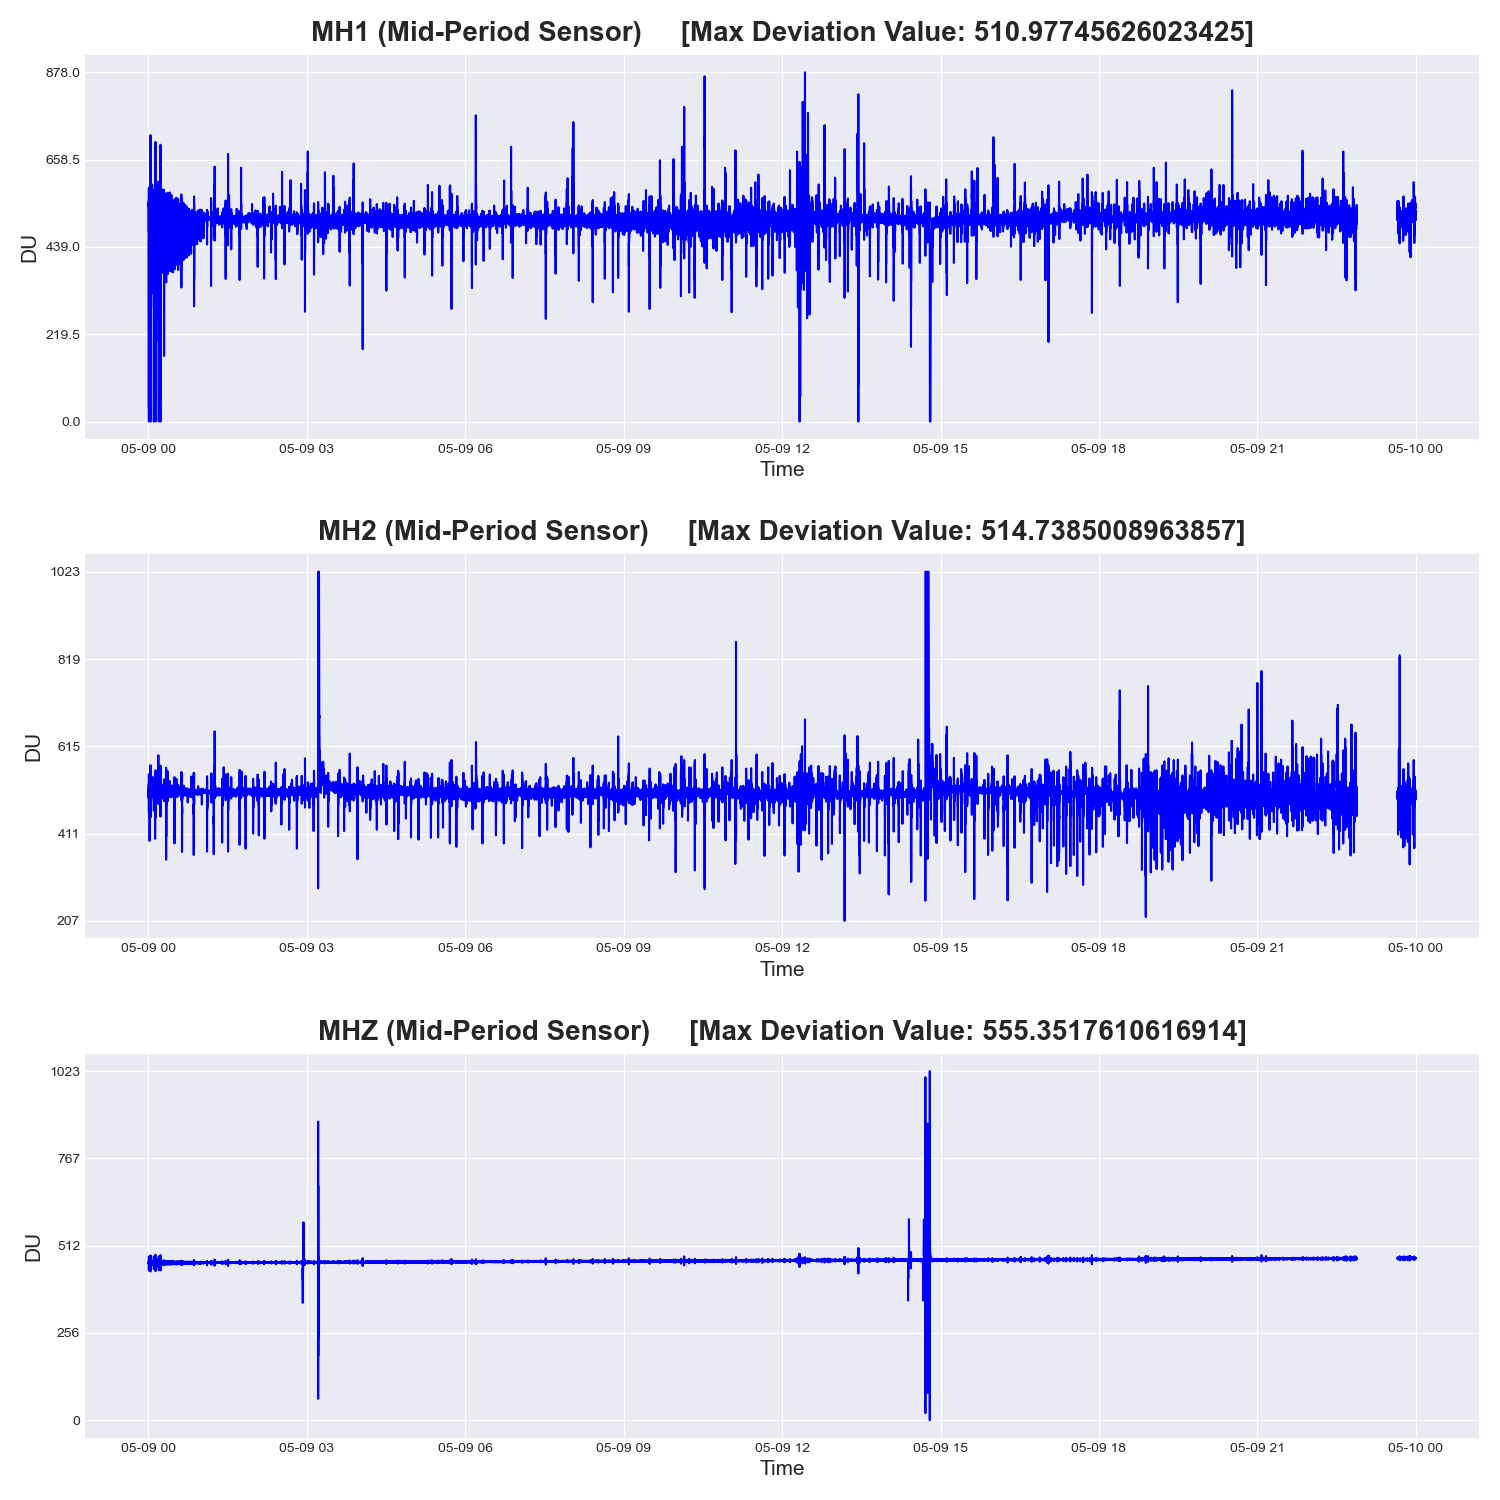 MH1 (Mid-Period Sensor) [Max Deviation Value: 510.97745626023425]
878.0
658.5
439.0
219.5
0.0
DU
05-09 00 05-09 03 05-09 06 05-09 09 05-09 12 05-09 15 05-09 18 05-09 21 05-10 00
Time
MH2 (Mid-Period Sensor) [Max Deviation Value: 514.7385008963857]
1023
819
615
411
207
DU
05-09 00 05-09 03 05-09 06 05-09 09 05-09 12 05-09 15 05-09 18 05-09 21 05-10 00
Time
MHZ (Mid-Period Sensor) [Max Deviation Value: 555.3517610616914]
1023
767
512
256
0
DU
05-09 00 05-09 03 05-09 06 05-09 09 05-09 12 05-09 15 05-09 18 05-09 21 05-10 00
Time